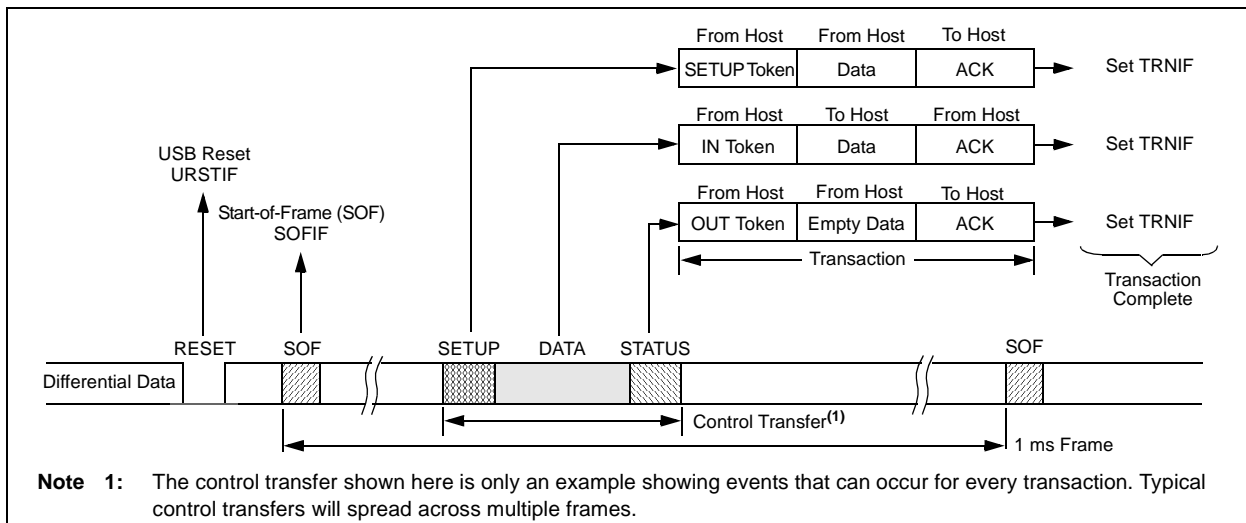 From Host From Host To Host
SETUP Token Data ACK Set TRNIF
From Host To Host From Host
IN Token Data ACK Set TRNIF
USB Reset
URSTIF
From Host From Host To Host
Start-of-Frame (SOF)
SOFIF
OUT Token Empty Data ACK Set TRNIF
Transaction
Transaction
Complete
RESET SOF SETUP DATA STATUS SOF
Differential Data
Control Transfer(1)
1 ms Frame
Note 1: The control transfer shown here is only an example showing events that can occur for every transaction. Typical
control transfers will spread across multiple frames.